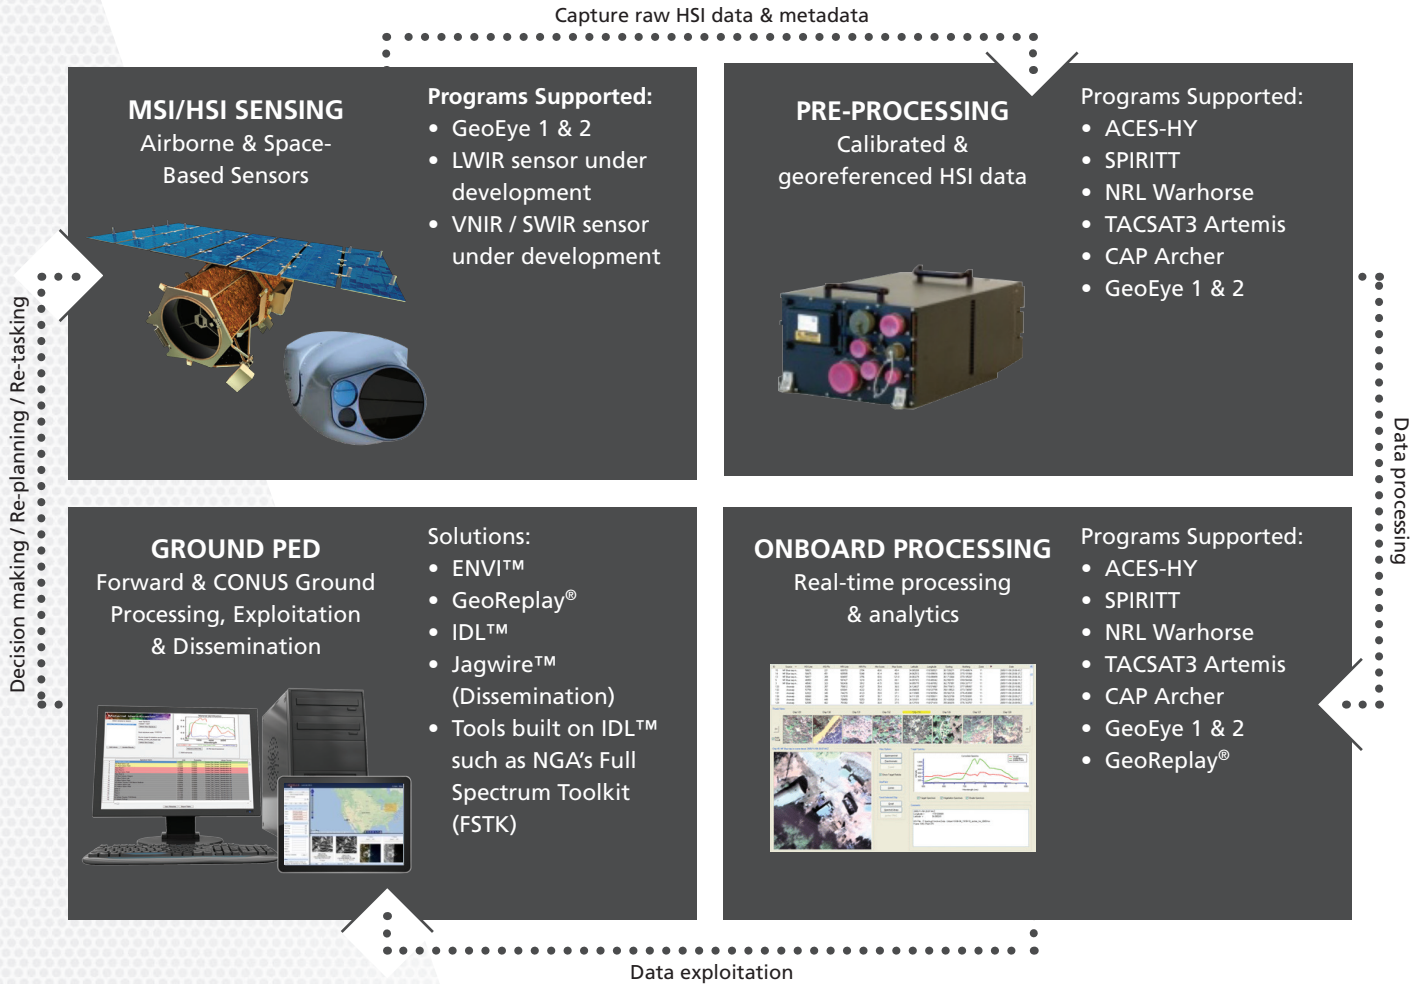 Capture raw HSI data & metadata
MSI/HSI SENSING
Airborne & Space-
Based Sensors
Programs Supported:
• GeoEye 1 & 2
• LWIR sensor under
development
• VNIR / SWIR sensor
under development
PRE-PROCESSING
Calibrated &
georeferenced HSI data
Programs Supported:
• ACES-HY
• SPIRITT
• NRL Warhorse
• TACSAT3 Artemis
• CAP Archer
• GeoEye 1 & 2
Data processing
ONBOARD PROCESSING
Real-time processing
& analytics
Programs Supported:
• ACES-HY
• SPIRITT
• NRL Warhorse
• TACSAT3 Artemis
• CAP Archer
• GeoEye 1 & 2
• GeoReplay®
Data exploitation
GROUND PED
Forward & CONUS Ground
Processing, Exploitation
& Dissemination
Solutions:
• ENVI™
• GeoReplay®
• IDL™
• Jagwire™
(Dissemination)
• Tools built on IDL™
such as NGA’s Full
Spectrum Toolkit
(FSTK)
Decision making / Re-planning / Re-tasking